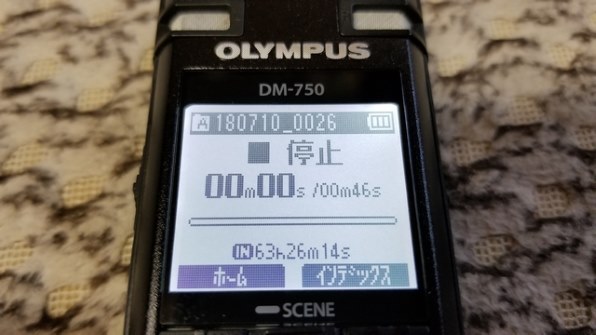 OLYMPUS
DM-750
A 180710_0026
停止
00m00s /00m46s
IN 63h26m14s
ホーム インデックス
SCENE